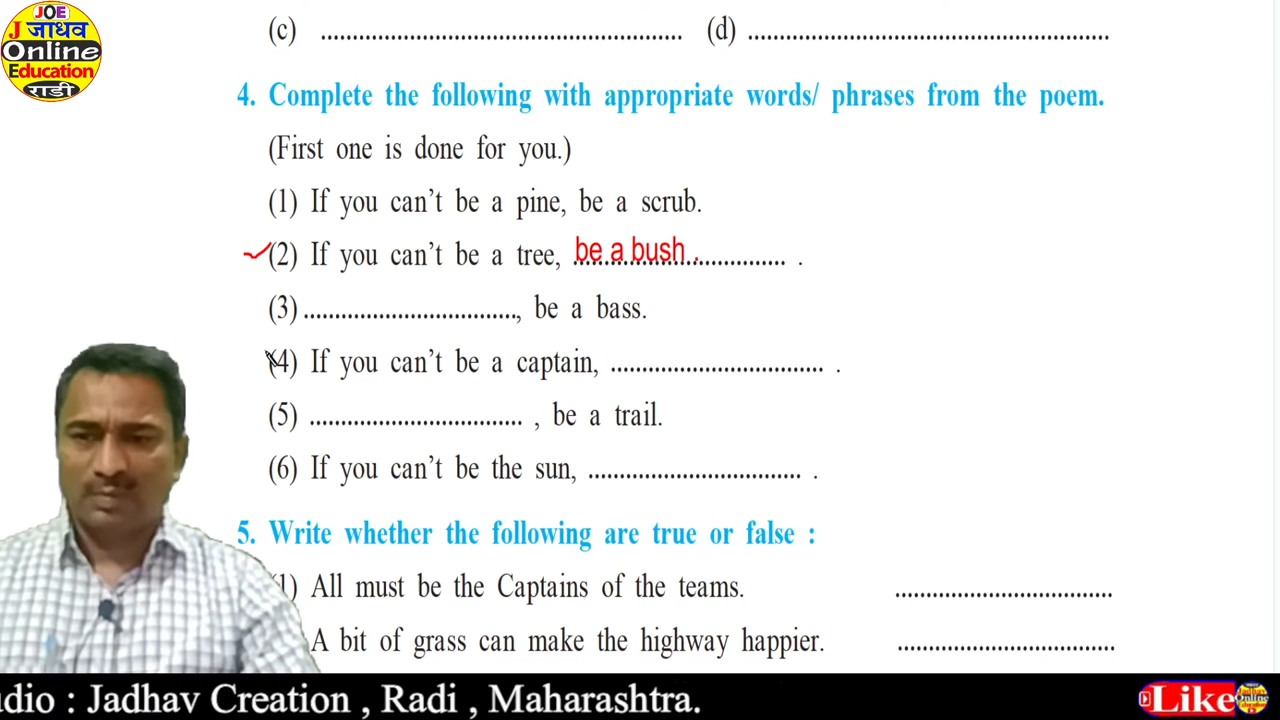 JOE
J जाधव
Online
Education
राडी
(c) ......................................................... (d) .........................................................
4. Complete the following with appropriate words/ phrases from the poem.
(First one is done for you.)
(1) If you can’t be a pine, be a scrub.
(2) If you can’t be a tree, be a bush .................................. .
(3) .................................., be a bass.
(4) If you can’t be a captain, .................................. .
(5) .................................. , be a trail.
(6) If you can’t be the sun, .................................. .
5. Write whether the following are true or false :
(1) All must be the Captains of the teams. ..................................
A bit of grass can make the highway happier. ..................................
dio : Jadhav Creation , Radi , Maharashtra.
Like